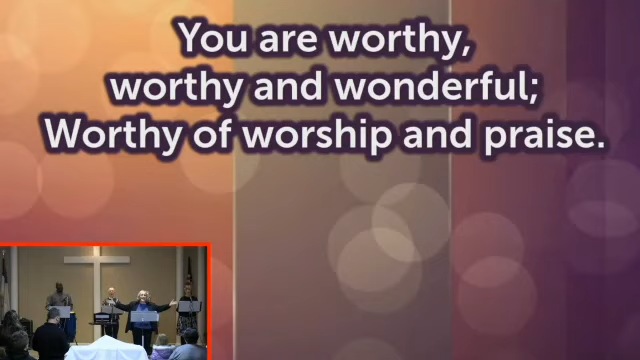 You are worthy,
worthy and wonderful;
Worthy of worship and praise.